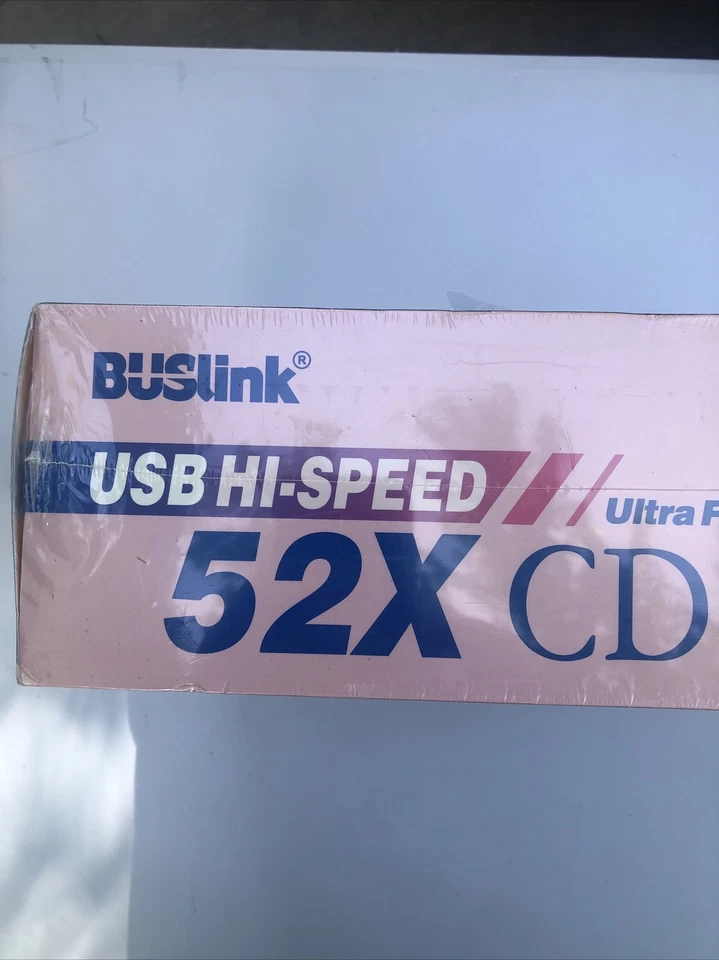 BUSlink®
USB HI-SPEED
Ultra F
52X CD